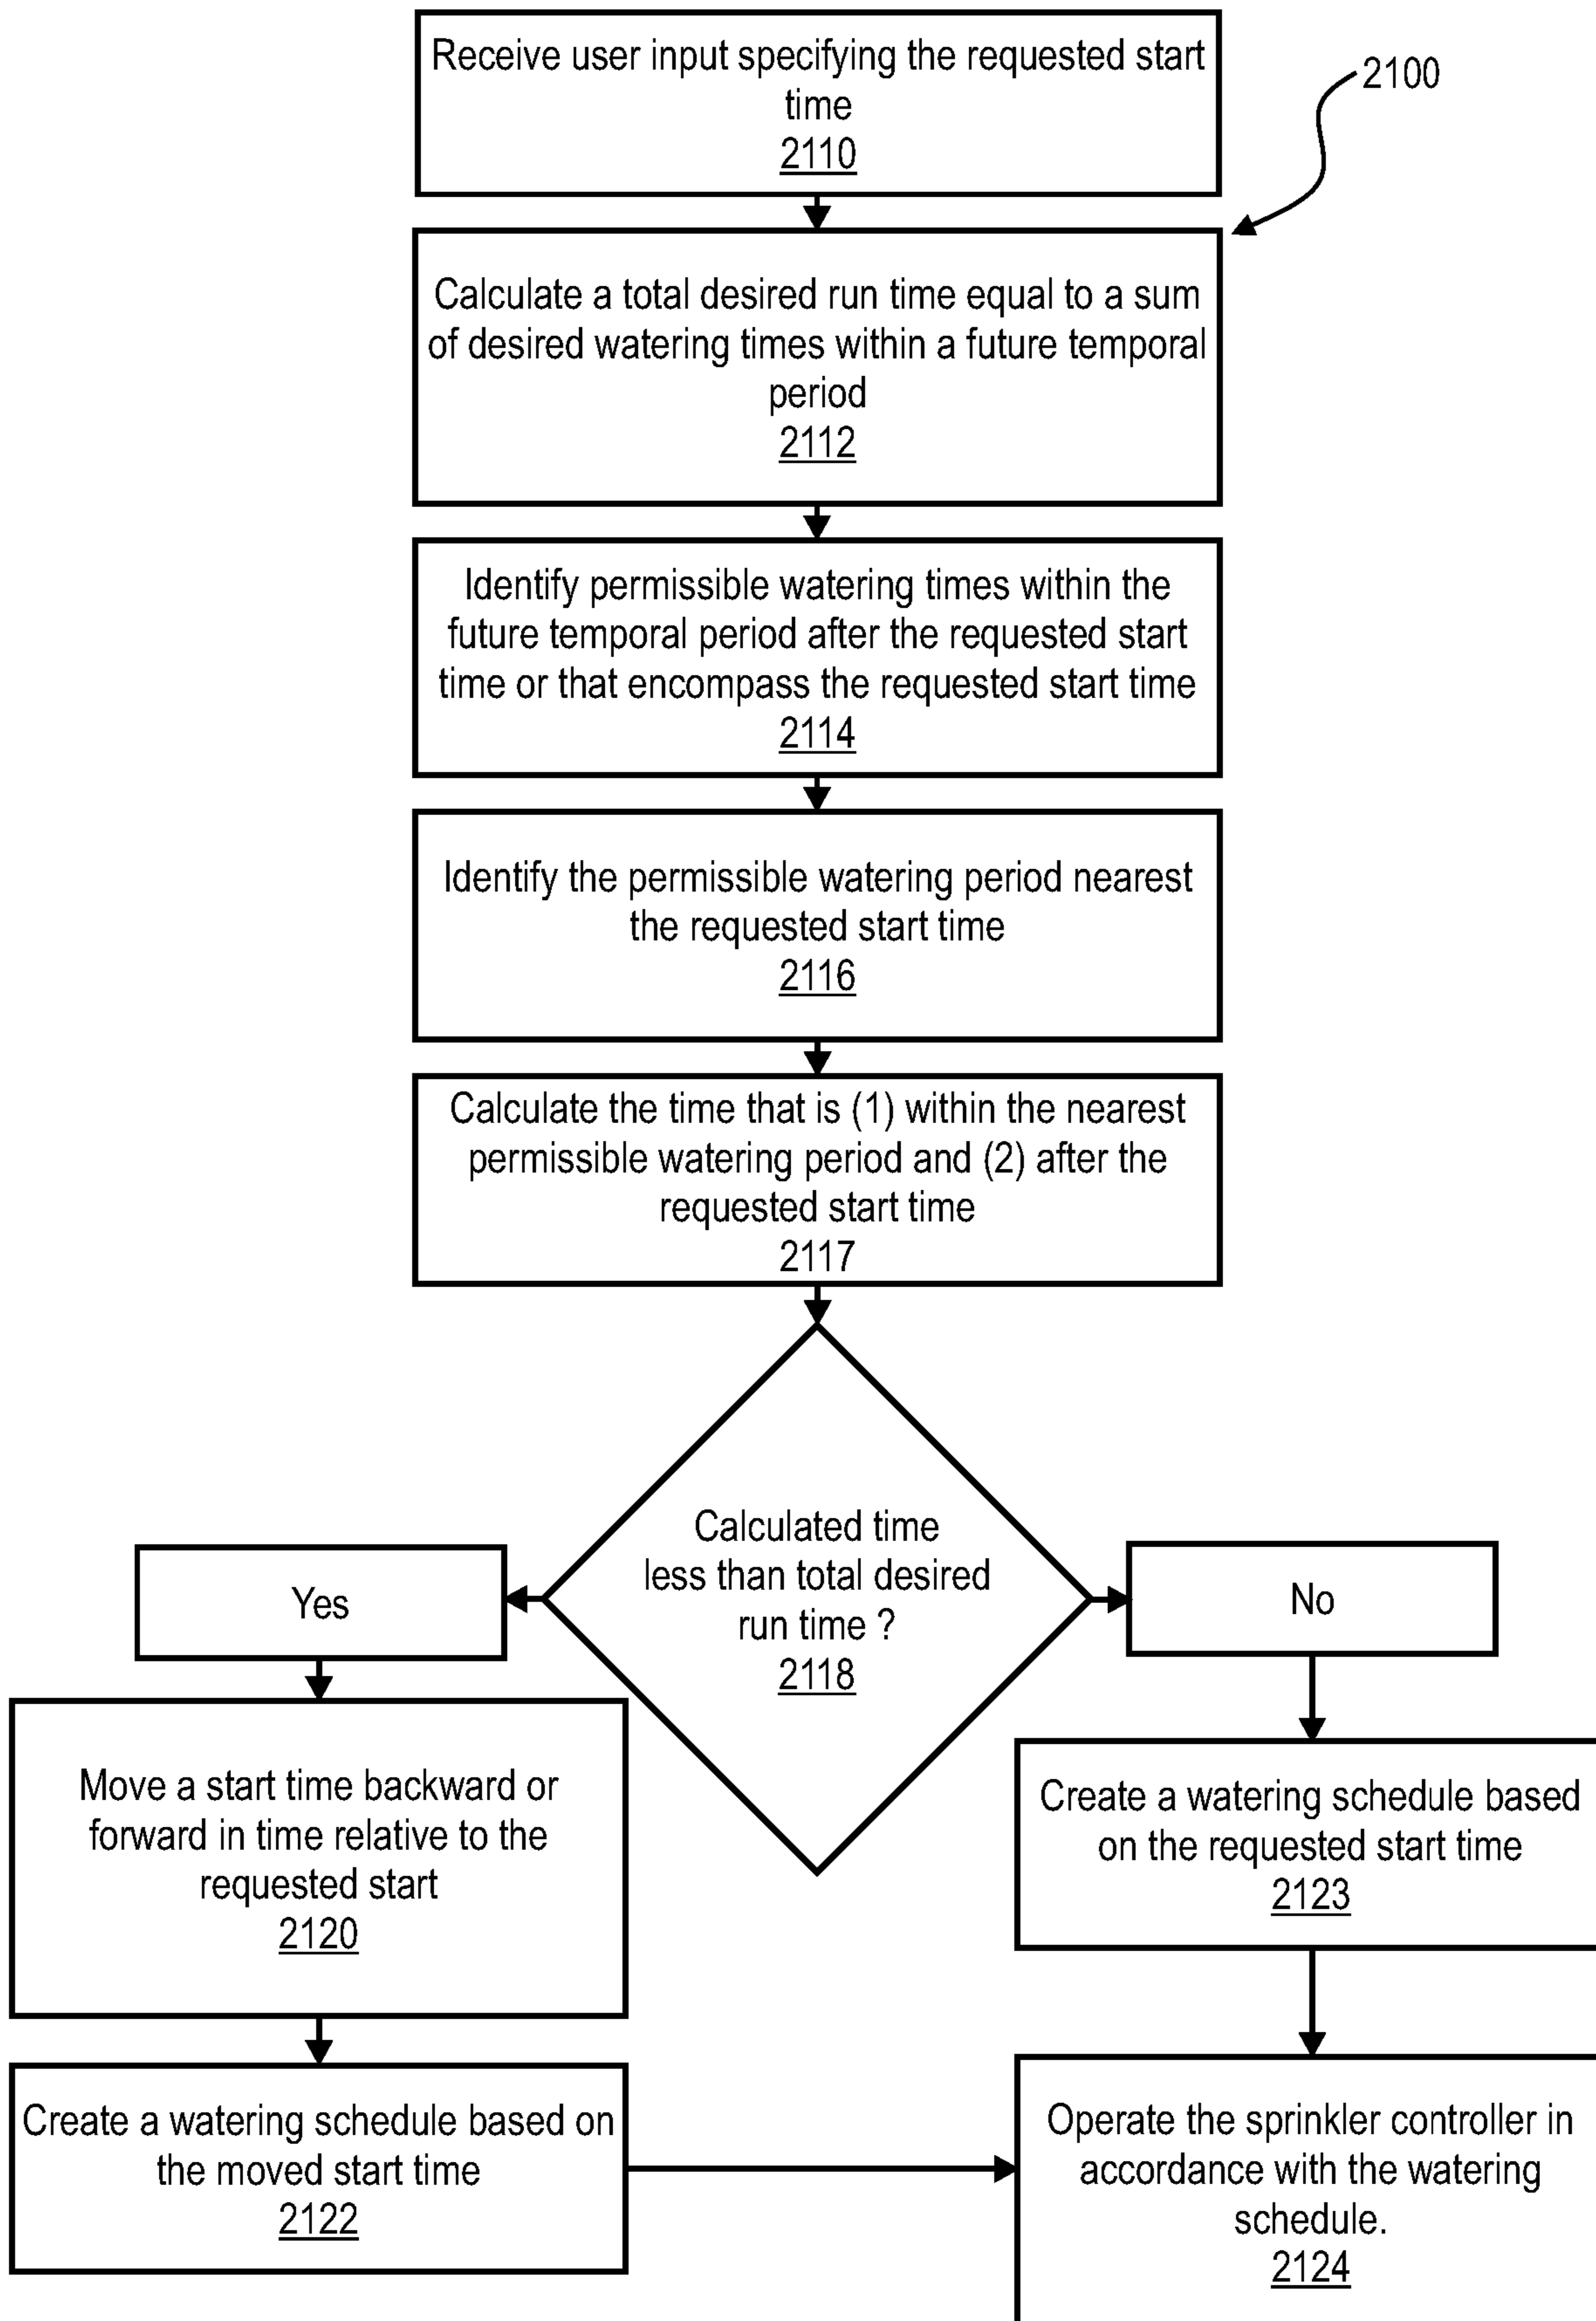 Receive user input specifying the requested start
time
2110
2100
Calculate a total desired run time equal to a sum
of desired watering times within a future temporal
period
2112
Identify permissible watering times within the
future temporal period after the requested start
time or that encompass the requested start time
2114
Identify the permissible watering period nearest
the requested start time
2116
Calculate the time that is (1) within the nearest
permissible watering period and (2) after the
requested start time
2117
Calculated time
less than total desired
run time ?
2118
Yes
No
Move a start time backward or
forward in time relative to the
requested start
2120
Create a watering schedule based
on the requested start time
2123
Create a watering schedule based on
the moved start time
2122
Operate the sprinkler controller in
accordance with the watering
schedule.
2124